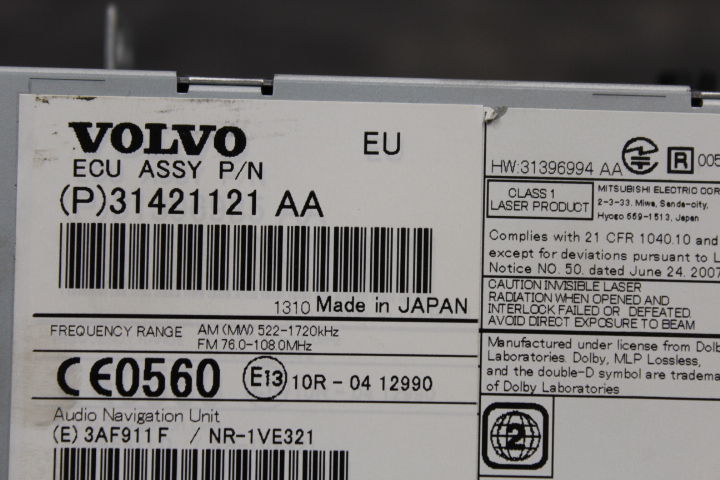 VOLVO
EU
ECU ASSY P/N
(P)31421121 AA
1310 Made in JAPAN
FREQUENCY RANGE AM (MW) 522-1720kHz
FM 76.0-108.0MHz
CE0560 E13 10R - 04 12990
Audio Navigation Unit
(E) 3AF911F / NR-1VE321
HW:31396994 AA R 005
CLASS 1
LASER PRODUCT
MITSUBISHI ELECTRIC COR
2-3-33. Miwa, Sanda-city,
Hyogo 669-1513, Japan
Complies with 21 CFR 1040.10 and
except for deviations pursuant to L
Notice NO. 50, dated June 24, 2007
CAUTION INVISIBLE LASER
RADIATION WHEN OPENED AND
INTERLOCK FAILED OR DEFEATED.
AVOID DIRECT EXPOSURE TO BEAM
Manufactured under license from Dolb
Laboratories. Dolby, MLP Lossless,
and the double-D symbol are tradema
of Dolby Laboratories
2